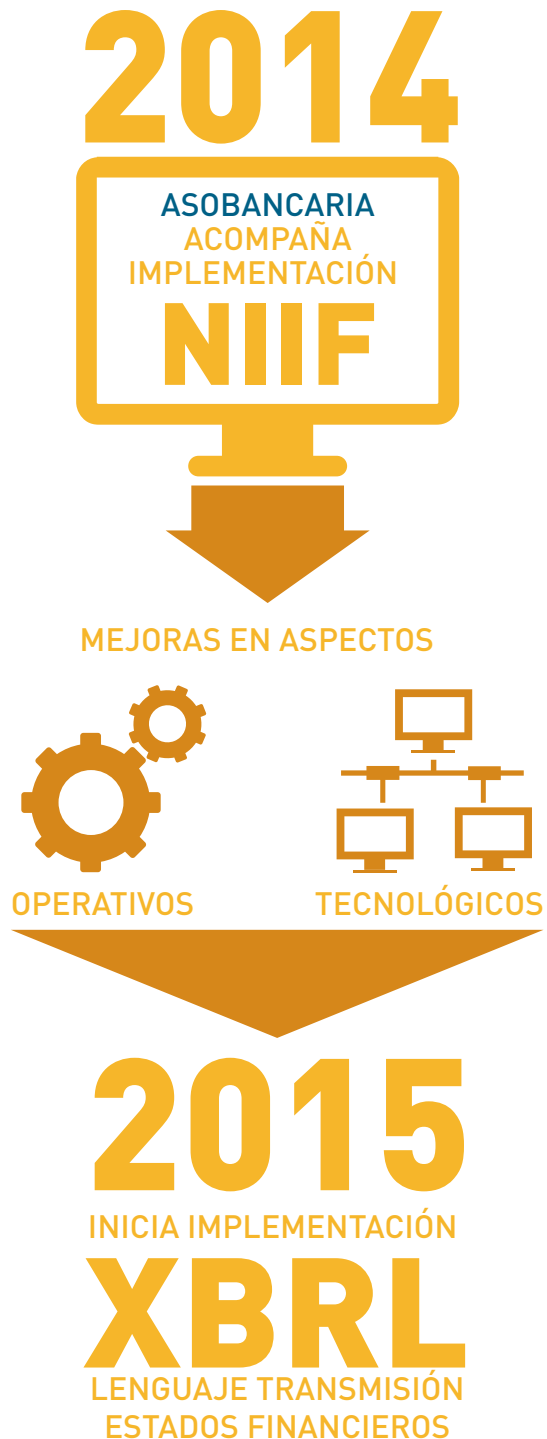 2014
ASOBANCARIA
ACOMPAÑA
IMPLEMENTACIÓN
NIIF
MEJORAS EN ASPECTOS
OPERATIVOS
TECNOLÓGICOS
2015
INICIA IMPLEMENTACIÓN
XBRL
LENGUAJE TRANSMISIÓN
ESTADOS FINANCIEROS